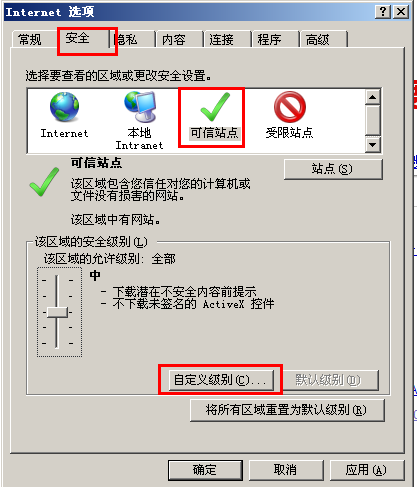 Internet 选项
常规
安全
隐私
内容
连接
程序
高级
选择要查看的区域或更改安全设置。
Internet
本地
Intranet
可信站点
受限站点
可信站点
站点(S)
该区域包含您信任对您的计算机或
文件没有损害的网站。
该区域中有网站。
该区域的安全级别(L)
该区域的允许级别: 全部
中
- 下载潜在不安全内容前提示
- 不下载未签名的 ActiveX 控件
自定义级别(C)...
默认级别(D)
将所有区域重置为默认级别(R)
确定
取消
应用(A)